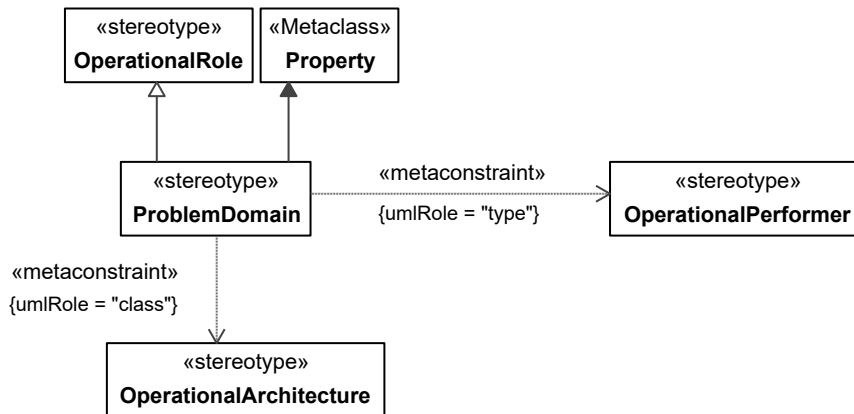 «stereotype»
OperationalRole
«Metaclass»
Property
«stereotype»
ProblemDomain
«metaconstraint»
{umlRole = "type"}
«stereotype»
OperationalPerformer
«metaconstraint»
{umlRole = "class"}
«stereotype»
OperationalArchitecture